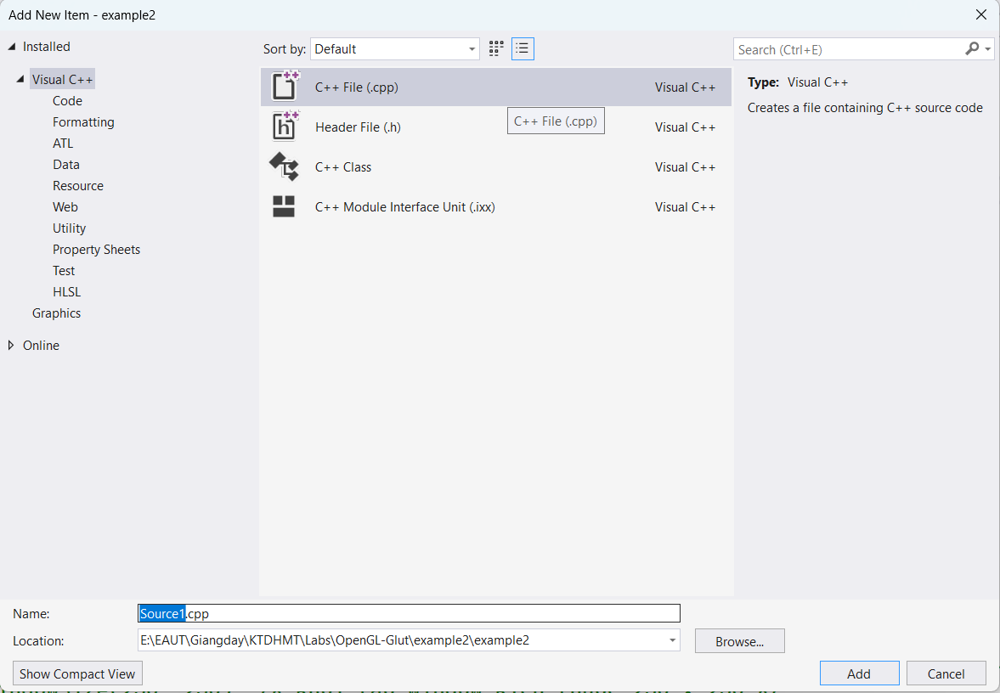 Add New Item - example2
Installed
Sort by: Default
Search (Ctrl+E)
Visual C++
Code
Formatting
ATL
Data
Resource
Web
Utility
Property Sheets
Test
HLSL
Graphics
Online
C++ File (.cpp) Visual C++
C++ File (.cpp)
Header File (.h) Visual C++
C++ Class Visual C++
C++ Module Interface Unit (.ixx) Visual C++
Type: Visual C++
Creates a file containing C++ source code
Name: Source1.cpp
Location: E:\EAUT\Giangday\KTDHMT\Labs\OpenGL-Glut\example2\example2
Browse...
Show Compact View
Add
Cancel